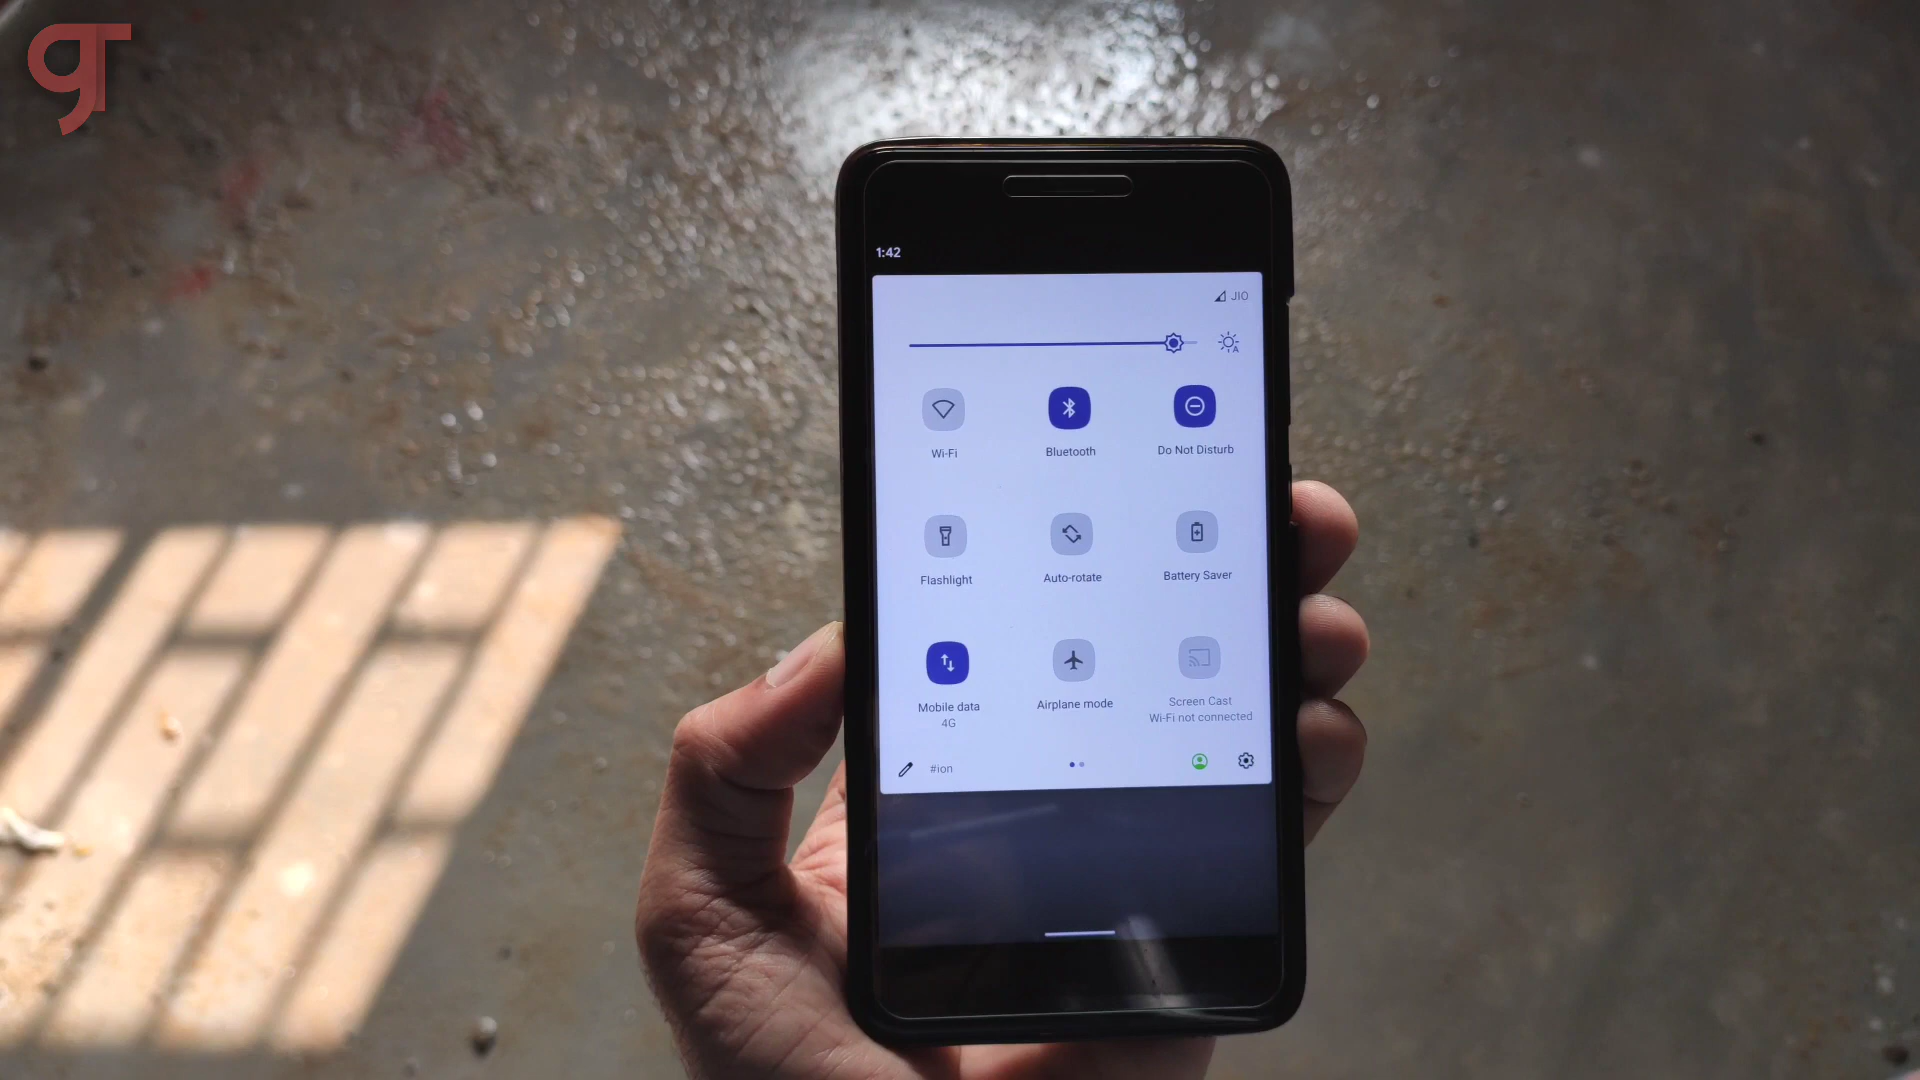 1:42
JIO
Wi-Fi
Bluetooth
Do Not Disturb
Flashlight
Auto-rotate
Battery Saver
Mobile data
4G
Airplane mode
Screen Cast
Wi-Fi not connected
#ion